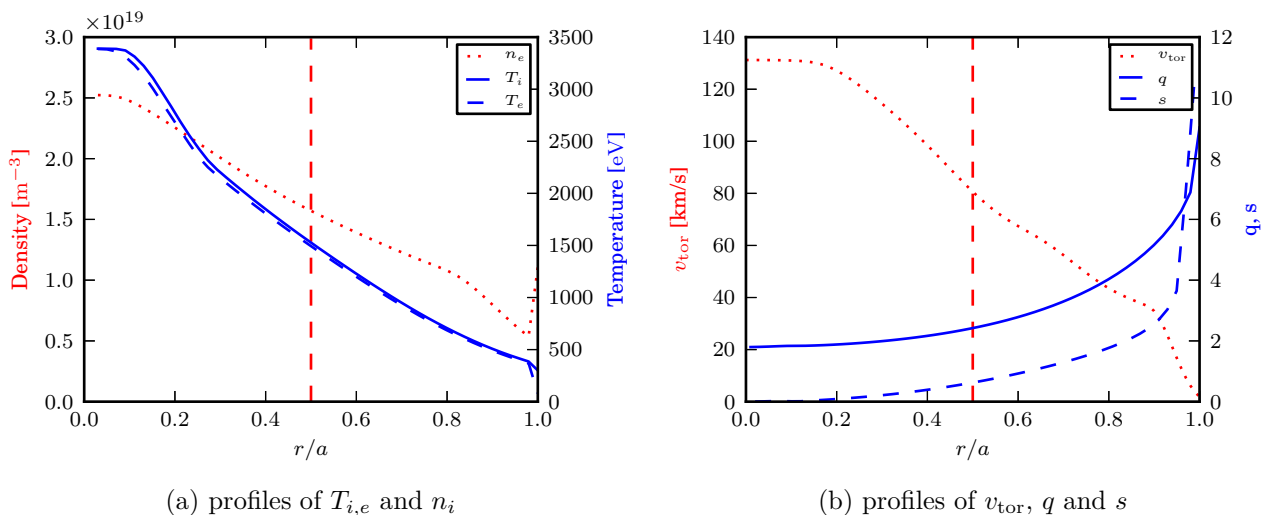 ×10^19
3.0
2.5
2.0
1.5
1.0
0.5
0.0
Density [m^−3]
n_e
T_i
T_e
3500
3000
2500
2000
1500
1000
500
0
Temperature [eV]
0.0 0.2 0.4 0.6 0.8 1.0
r/a
(a) profiles of T_{i,e} and n_i
140
120
100
80
60
40
20
0
v_tor [km/s]
v_tor
q
s
12
10
8
6
4
2
0
q, s
0.0 0.2 0.4 0.6 0.8 1.0
r/a
(b) profiles of v_tor, q and s